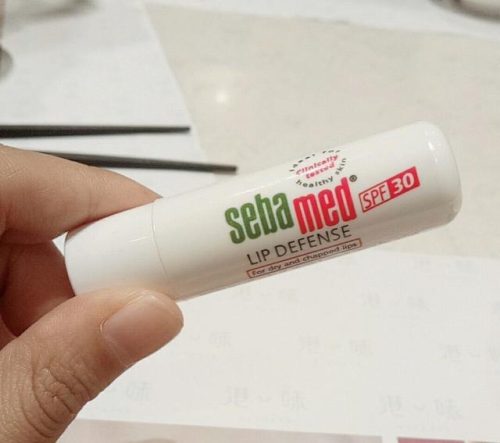 Clinically
tested
healthy skin
sebamed®
SPF 30
LIP DEFENSE
For dry and chapped lips